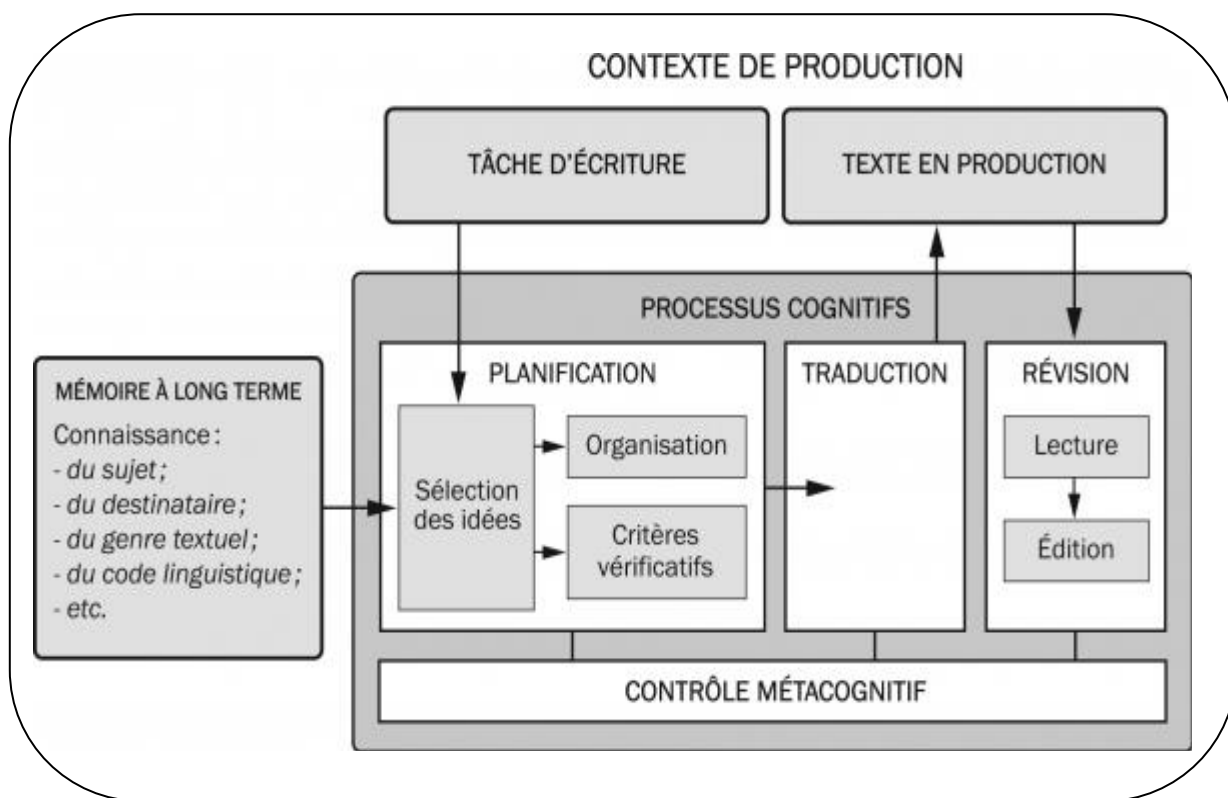 CONTEXTE DE PRODUCTION
TÂCHE D'ÉCRITURE
TEXTE EN PRODUCTION
PROCESSUS COGNITIFS
MÉMOIRE À LONG TERME
Connaissance :
- du sujet ;
- du destinataire ;
- du genre textuel ;
- du code linguistique ;
- etc.
PLANIFICATION
Sélection
des idées
Organisation
Critères
vérificatifs
TRADUCTION
RÉVISION
Lecture
Édition
CONTRÔLE MÉTACOGNITIF